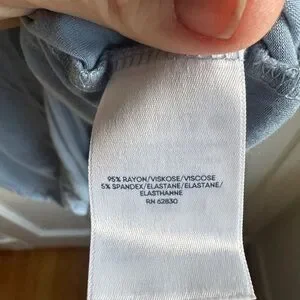 95% RAYON/VISKOSE/VISCOSE
5% SPANDEX/ELASTANE/ELASTANE/
ELASTHANNE
RN 62830